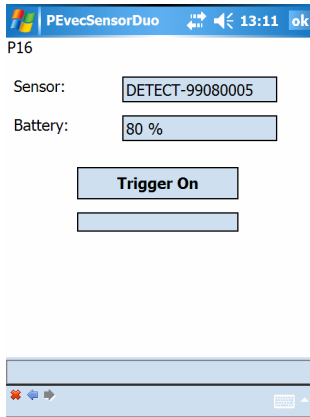 PEvecSensorDuo 13:11 ok
P16
Sensor: DETECT-99080005
Battery: 80 %
Trigger On